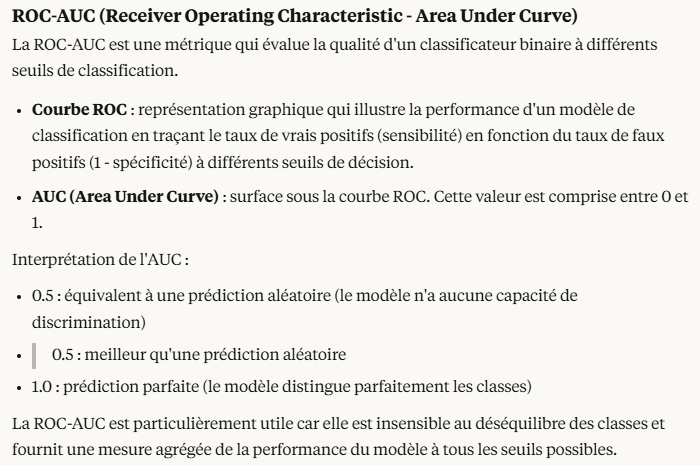 ROC-AUC (Receiver Operating Characteristic - Area Under Curve)
La ROC-AUC est une métrique qui évalue la qualité d'un classificateur binaire à différents
seuils de classification.
• Courbe ROC : représentation graphique qui illustre la performance d'un modèle de
classification en traçant le taux de vrais positifs (sensibilité) en fonction du taux de faux
positifs (1 - spécificité) à différents seuils de décision.
• AUC (Area Under Curve) : surface sous la courbe ROC. Cette valeur est comprise entre 0 et
1.
Interprétation de l'AUC :
• 0.5 : équivalent à une prédiction aléatoire (le modèle n'a aucune capacité de
discrimination)
• 0.5 : meilleur qu'une prédiction aléatoire
• 1.0 : prédiction parfaite (le modèle distingue parfaitement les classes)
La ROC-AUC est particulièrement utile car elle est insensible au déséquilibre des classes et
fournit une mesure agrégée de la performance du modèle à tous les seuils possibles.